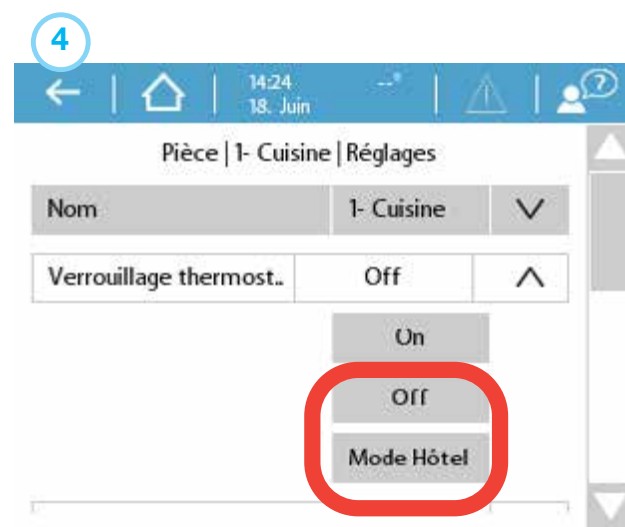 4
14:24 --°
18. Juin
?
Pièce | 1- Cuisine | Réglages
Nom 1- Cuisine
Verrouillage thermost.. Off
On
Off
Mode Hôtel